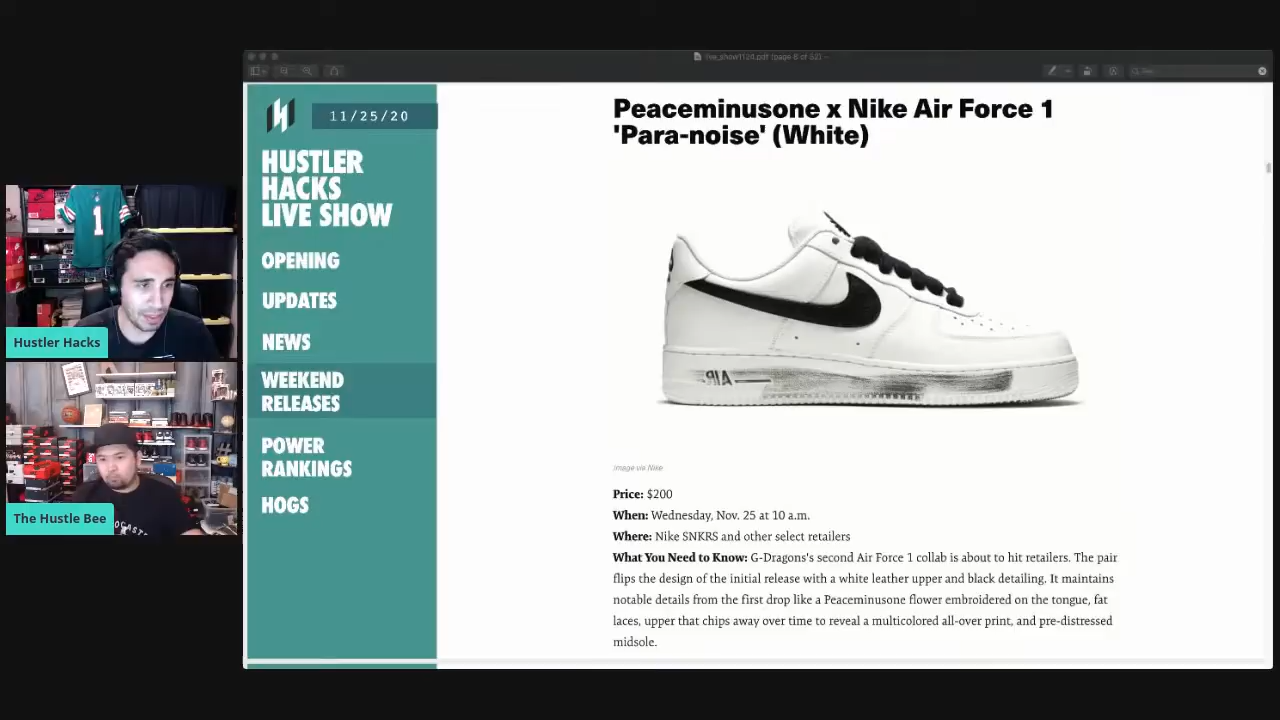 11/25/20
HUSTLER
HACKS
LIVE SHOW
OPENING
UPDATES
NEWS
WEEKEND
RELEASES
POWER
RANKINGS
HOGS
Peaceminusone x Nike Air Force 1
'Para-noise' (White)
AIR
Image via Nike
Price: $200
When: Wednesday, Nov. 25 at 10 a.m.
Where: Nike SNKRS and other select retailers
What You Need to Know: G-Dragons's second Air Force 1 collab is about to hit retailers. The pair
flips the design of the initial release with a white leather upper and black detailing. It maintains
notable details from the first drop like a Peaceminusone flower embroidered on the tongue, fat
laces, upper that chips away over time to reveal a multicolored all-over print, and pre-distressed
midsole.
1
Hustler Hacks
The Hustle Bee